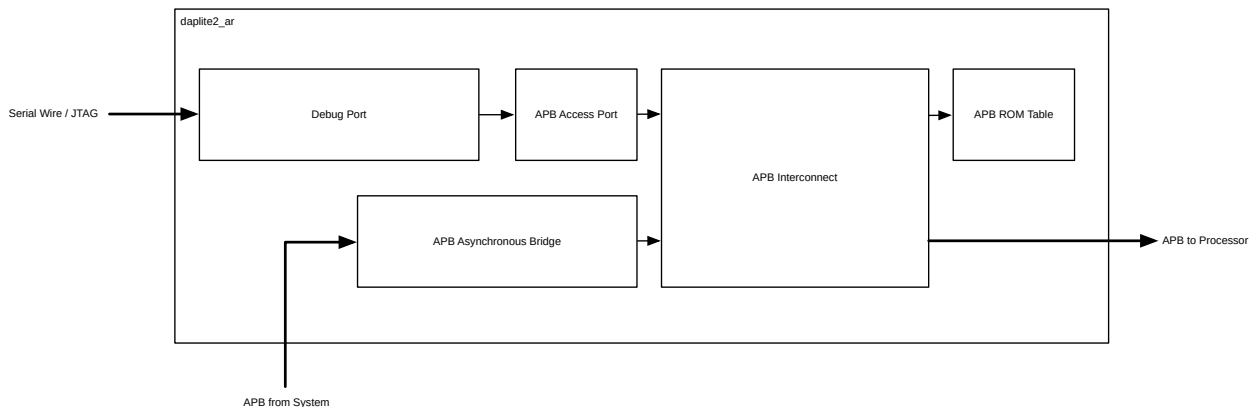 daplite2_ar
Serial Wire / JTAG
Debug Port
APB Access Port
APB ROM Table
APB Interconnect
APB Asynchronous Bridge
APB to Processor
APB from System